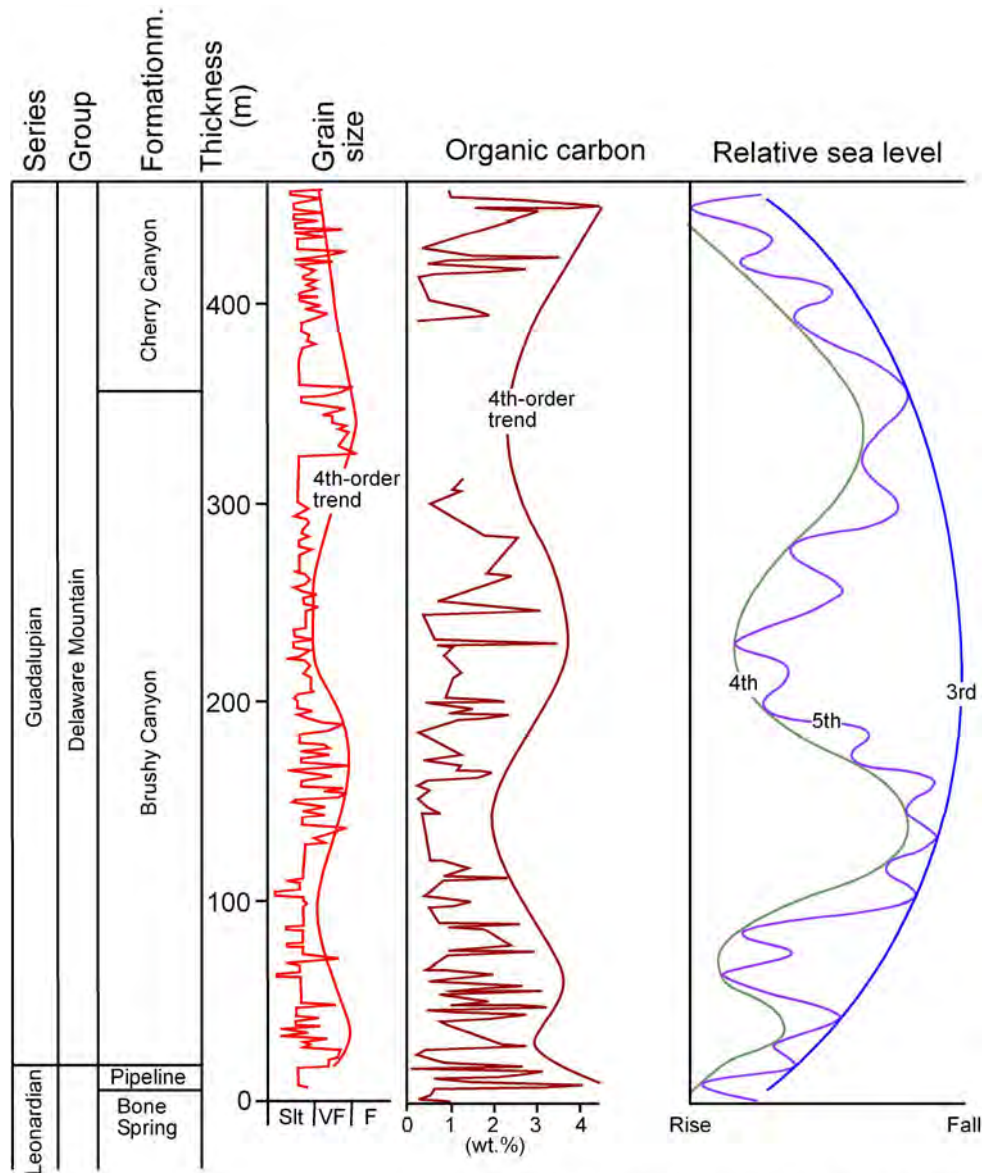 Series
Group
Formationm.
Thickness
(m)
Grain
size
Organic carbon
Relative sea level
Guadalupian
Leonardian
Delaware Mountain
Cherry Canyon
Brushy Canyon
Pipeline
Bone
Spring
400
300
200
100
0
4th-order
trend
Slt
VF
F
4th-order
trend
0
1
2
3
4
(wt.%)
4th
5th
3rd
Rise
Fall